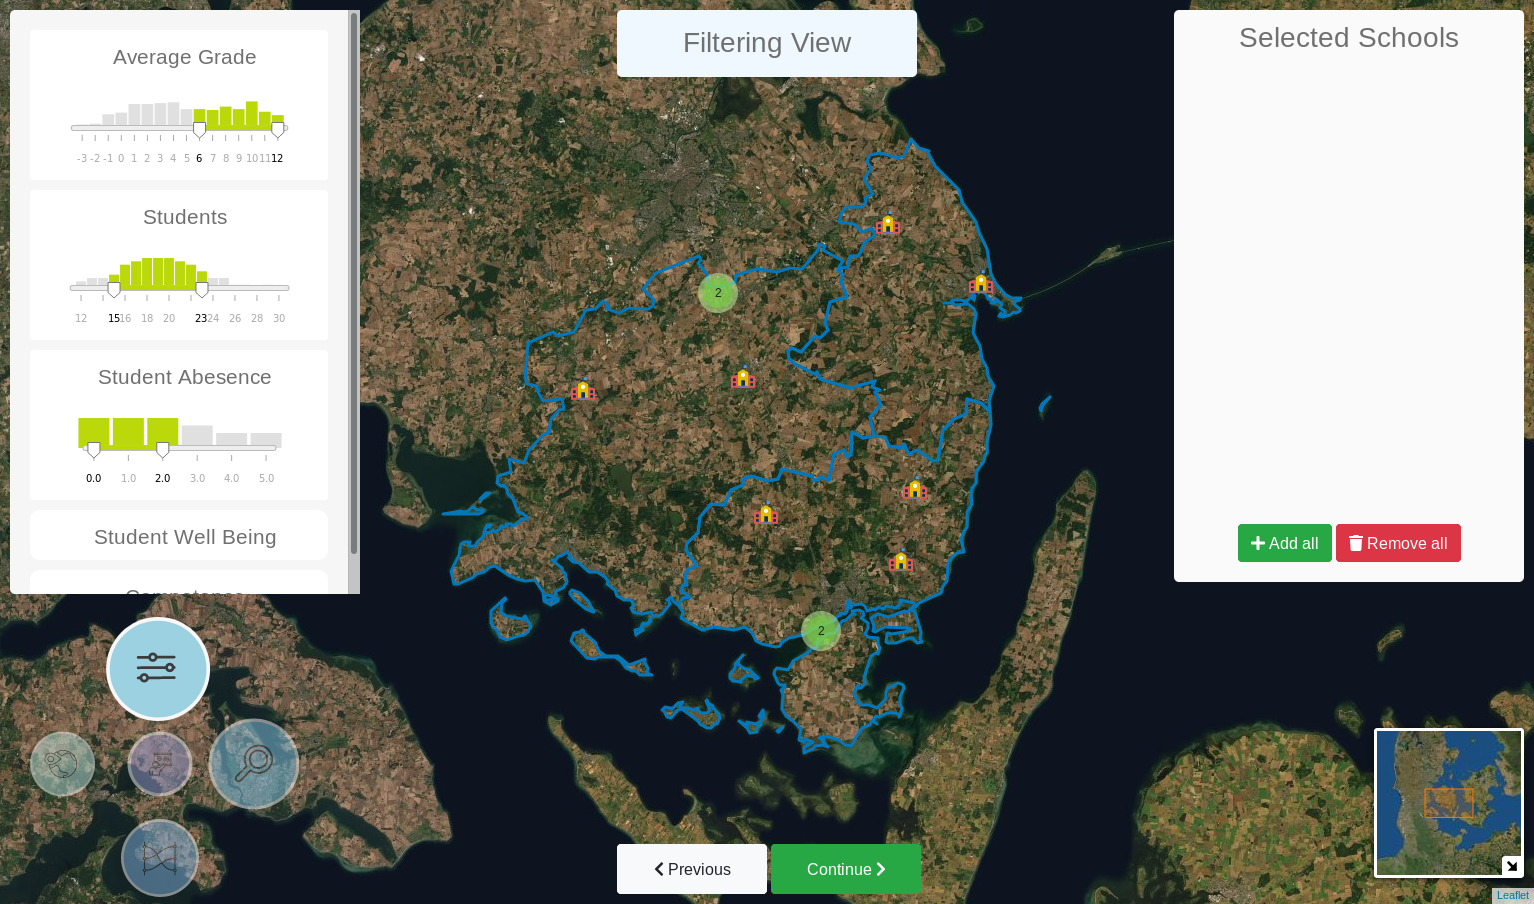 Average Grade
-3 -2 -1 0 1 2 3 4 5 6 7 8 9 10 11 12
Students
12 15 16 18 20 23 24 26 28 30
Student Abesence
0.0 1.0 2.0 3.0 4.0 5.0
Student Well Being
Competence
Filtering View
2
2
Previous
Continue
Selected Schools
Add all
Remove all
Leaflet